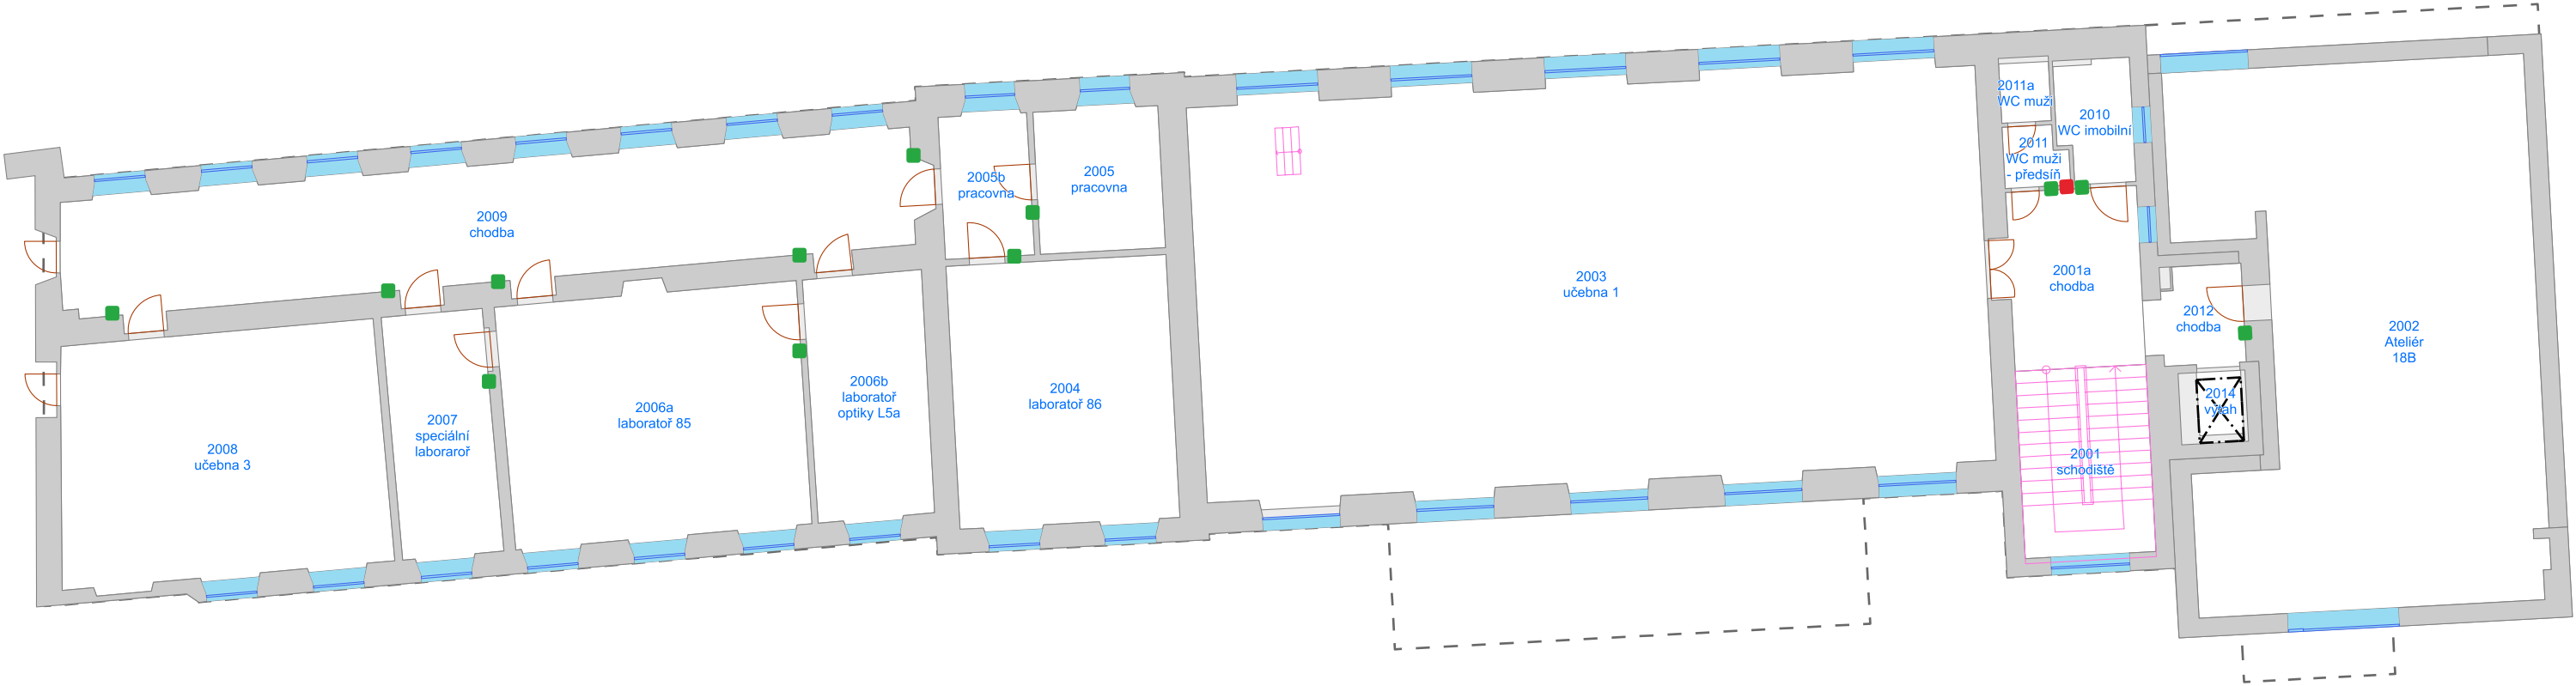 2011a
WC muži
2010
WC imobilní
2011
WC muži
- předsíň
2005b
pracovna
2005
pracovna
2009
chodba
2003
učebna 1
2001a
chodba
2012
chodba
2002
Ateliér
18B
2006b
laboratoř
optiky L5a
2004
laboratoř 86
2006a
laboratoř 85
2007
speciální
laboraroř
2014
výtah
2008
učebna 3
2001
schodiště